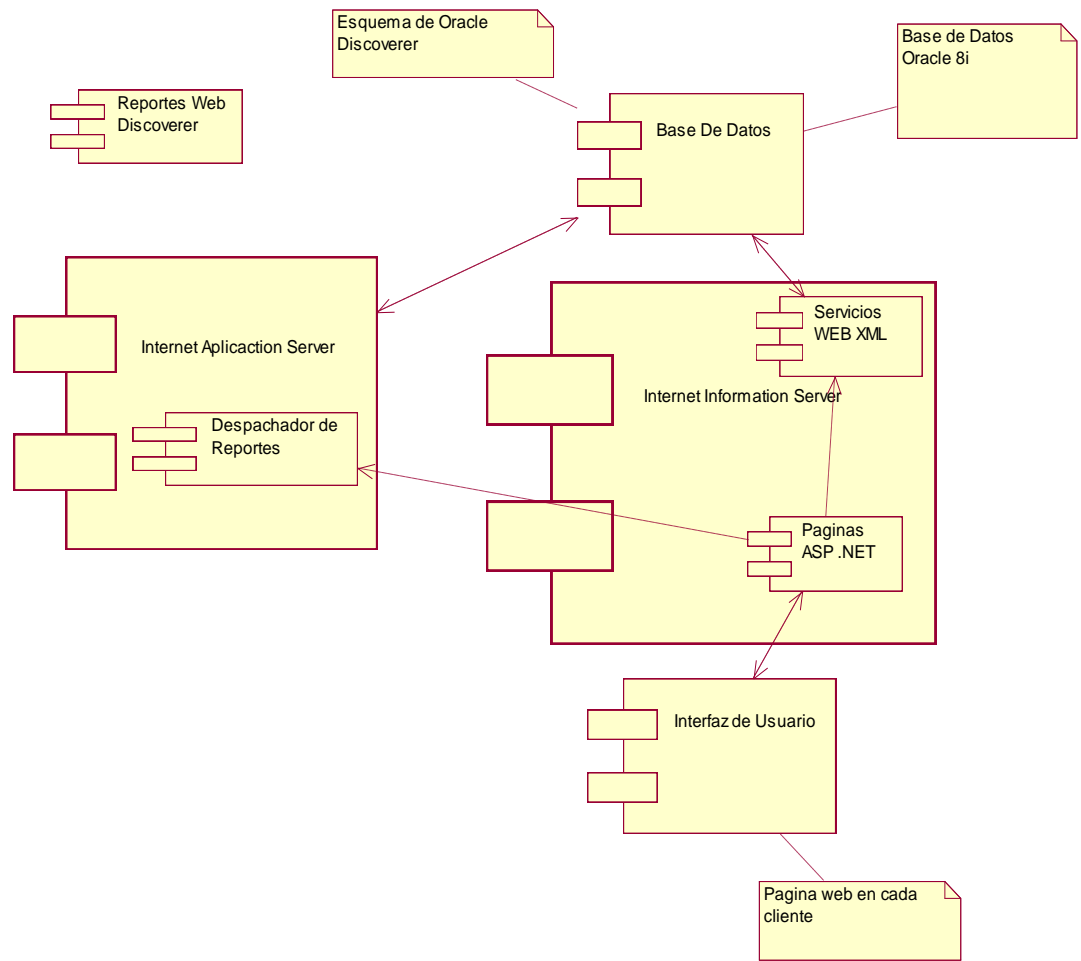 Esquema de Oracle
Discoverer
Base de Datos
Oracle 8i
Reportes Web
Discoverer
Base De Datos
Servicios
WEB XML
Internet Aplicaction Server
Internet Information Server
Despachador de
Reportes
Paginas
ASP .NET
Interfaz de Usuario
Pagina web en cada
cliente